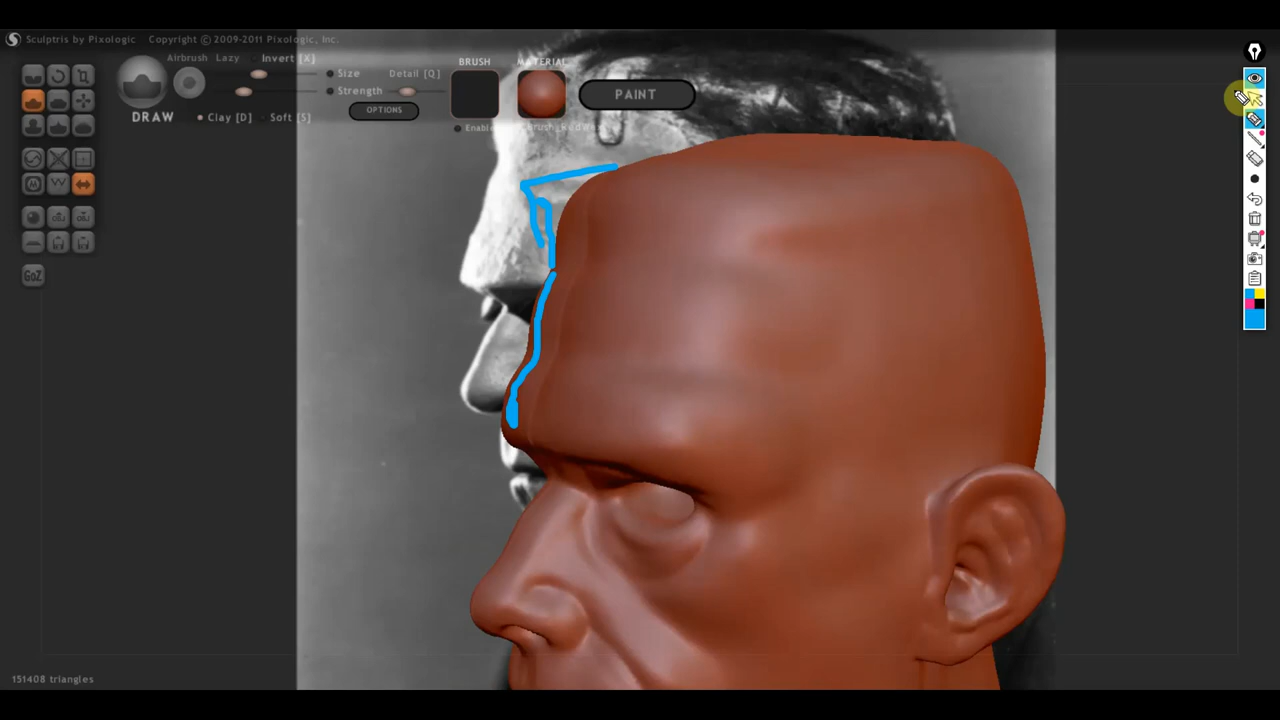 Sculptris by Pixologic Copyright © 2009-2011 Pixologic, Inc.
Airbrush Lazy Invert [X]
BRUSH MATERIAL
Size Detail [Q]
Strength
PAINT
OPTIONS
DRAW Clay [D] Soft [S]
Enable
GoZ
151408 triangles